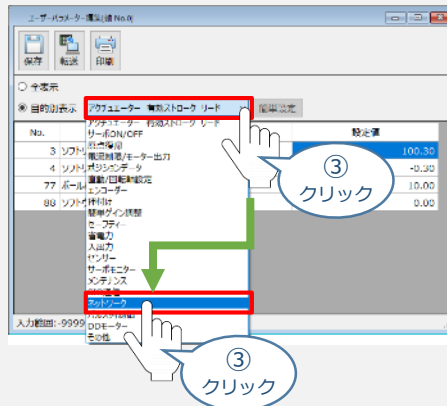 ユーザーパラメーター編集[軸 No.0]
保存 転送 印刷
全表示
目的別表示 アクチュエーター 有効ストローク リード 簡単設定
No. 設定値
3 ソフトリ 100.30
4 ソフトリ -0.30
77 ボール 10.00
88 ソフトリ 0.00
アクチュエーター 有効ストローク リード
サーボON/OFF
原点復帰
電流制限/モーター出力
ポジションデータ
直動/回転軸設定
エンコーダー
押付け
簡単ゲイン調整
セーフティー
省電力
入出力
センサー
サーボモニター
メンテナンス
ネットワーク
DDモーター
その他
入力範囲:-9999
③
クリック
③
クリック